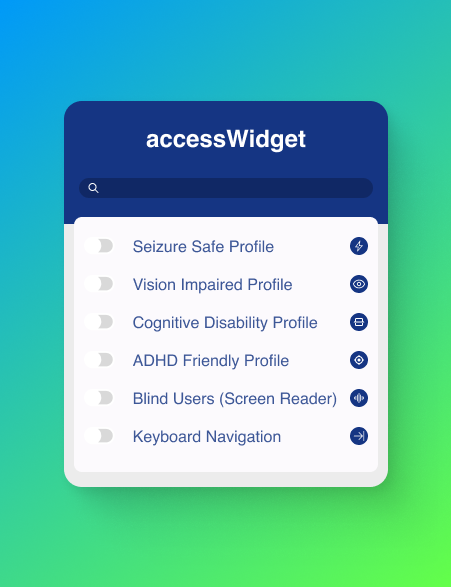 accessWidget
Seizure Safe Profile
Vision Impaired Profile
Cognitive Disability Profile
ADHD Friendly Profile
Blind Users (Screen Reader)
Keyboard Navigation